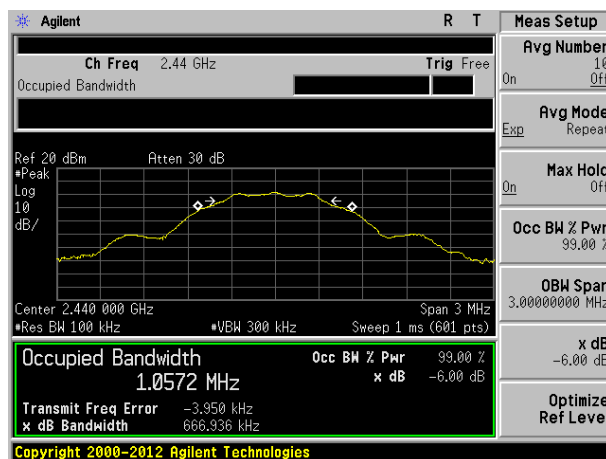 Agilent R T
Ch Freq 2.44 GHz Trig Free
Occupied Bandwidth
Ref 20 dBm Atten 30 dB
#Peak
Log
10
dB/
Center 2.440 000 GHz Span 3 MHz
#Res BW 100 kHz #VBW 300 kHz Sweep 1 ms (601 pts)
Occupied Bandwidth Occ BW % Pwr 99.00 %
1.0572 MHz x dB -6.00 dB
Transmit Freq Error -3.950 kHz
x dB Bandwidth 666.936 kHz
Copyright 2000-2012 Agilent Technologies
Meas Setup
Avg Number
10
On Off
Avg Mode
Exp Repeat
Max Hold
On Off
Occ BW % Pwr
99.00 %
OBW Span
3.00000000 MHz
x dB
-6.00 dB
Optimize
Ref Level